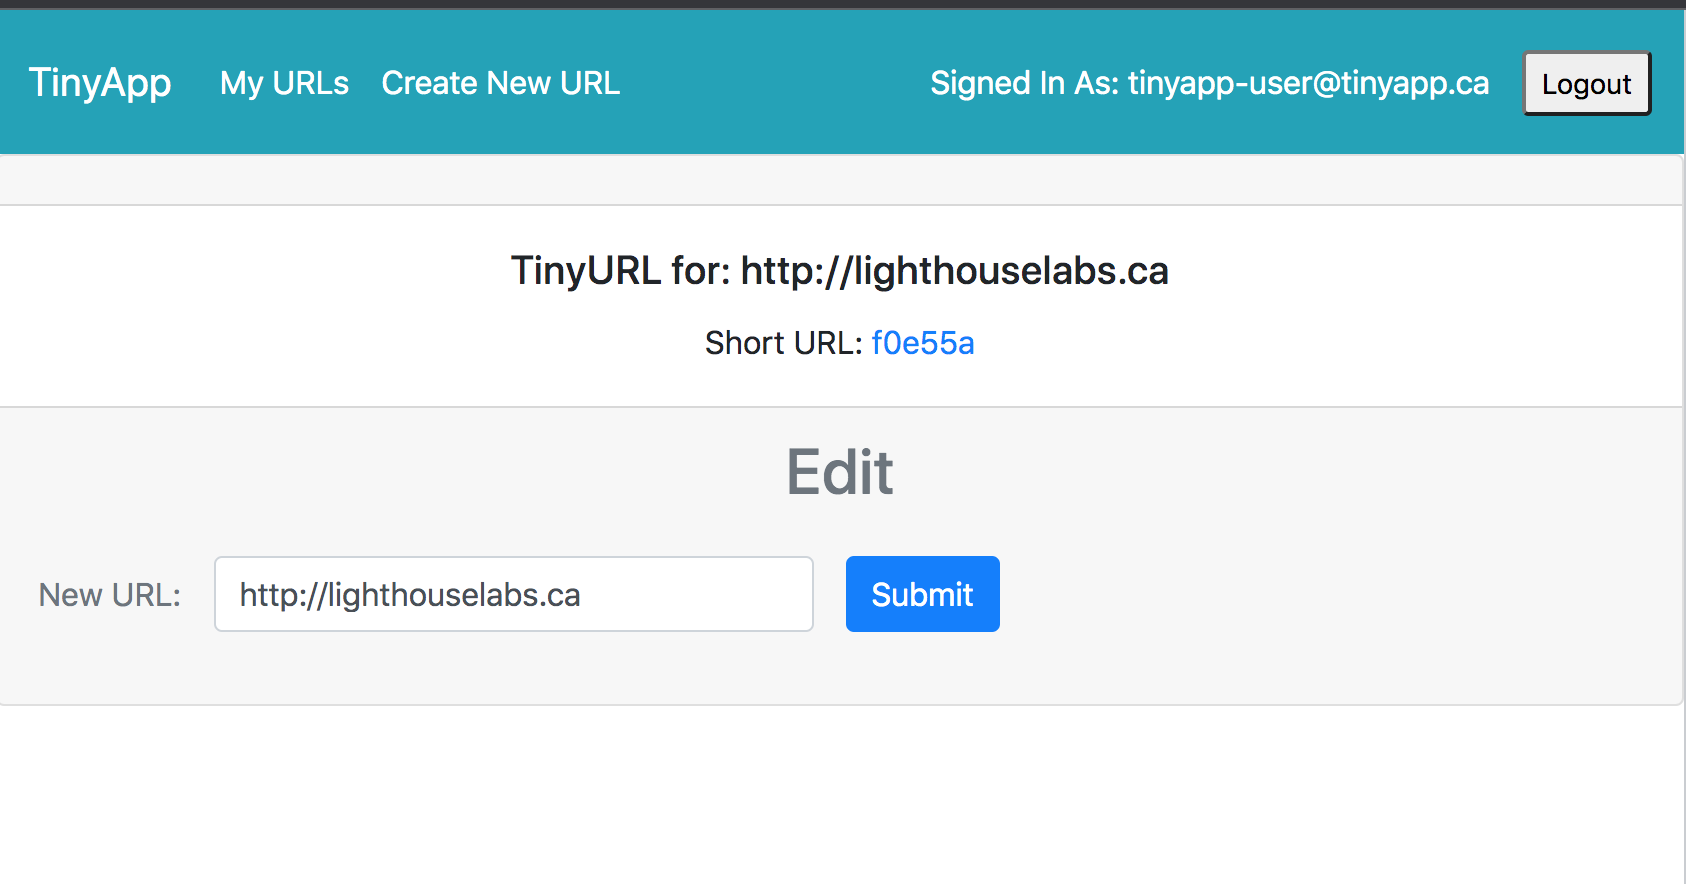 TinyApp My URLs Create New URL Signed In As: tinyapp-user@tinyapp.ca Logout
TinyURL for: http://lighthouselabs.ca
Short URL: f0e55a
Edit
New URL: http://lighthouselabs.ca Submit